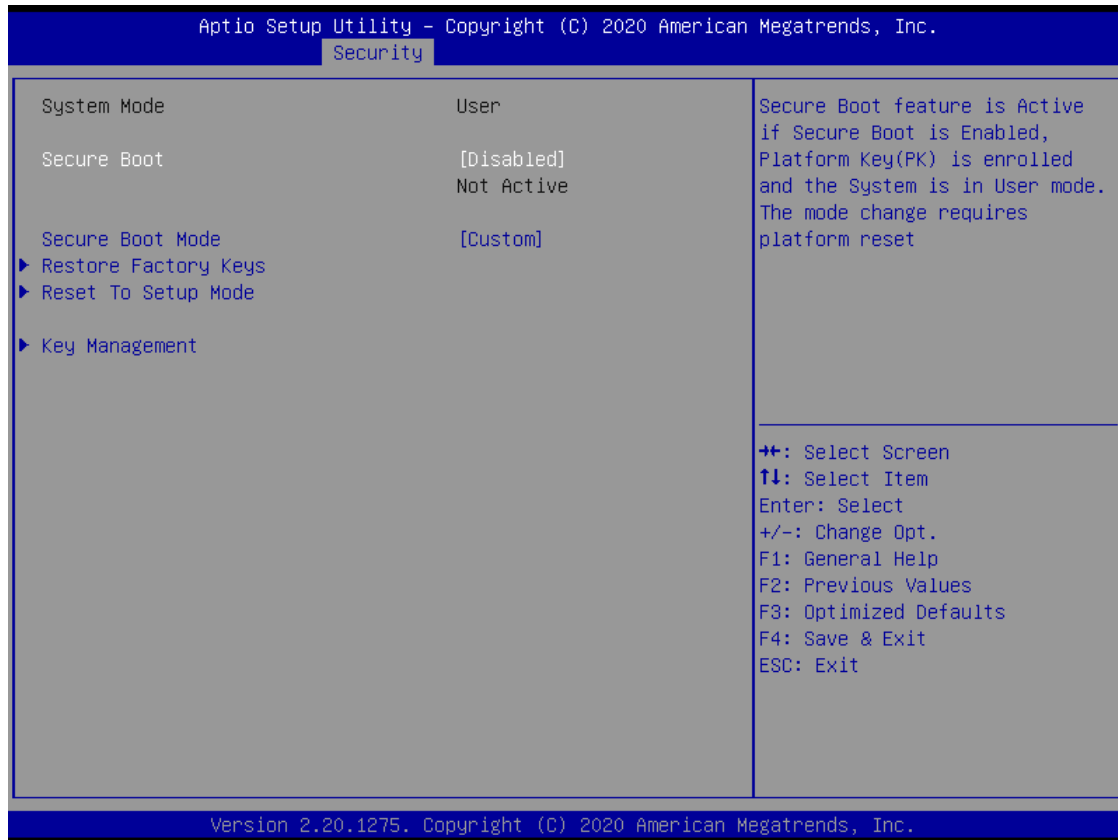 Aptio Setup Utility – Copyright (C) 2020 American Megatrends, Inc.
Security
System Mode User
Secure Boot [Disabled]
Not Active
Secure Boot Mode [Custom]
▶ Restore Factory Keys
▶ Reset To Setup Mode
▶ Key Management
Secure Boot feature is Active
if Secure Boot is Enabled,
Platform Key(PK) is enrolled
and the System is in User mode.
The mode change requires
platform reset
→←: Select Screen
↑↓: Select Item
Enter: Select
+/-: Change Opt.
F1: General Help
F2: Previous Values
F3: Optimized Defaults
F4: Save & Exit
ESC: Exit
Version 2.20.1275. Copyright (C) 2020 American Megatrends, Inc.